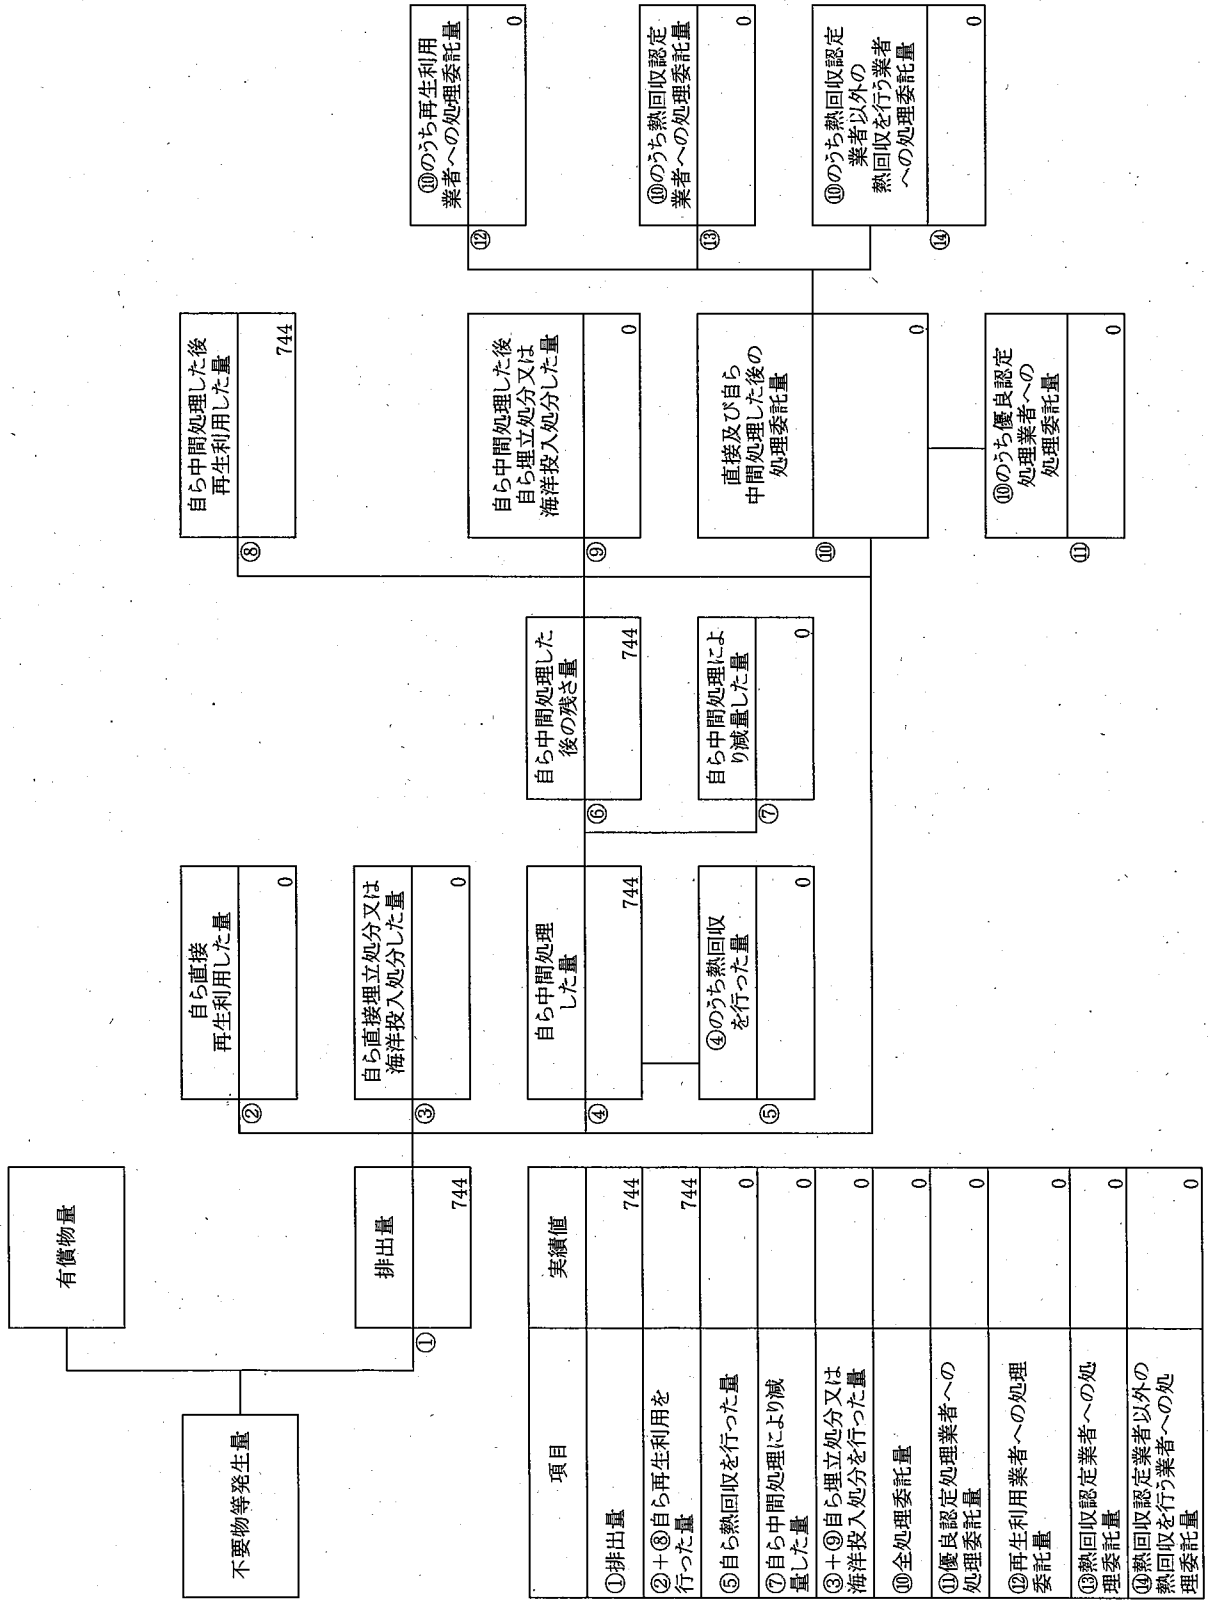 不要物等発生量
有償物量
排出量
①
744
自ら直接
再生利用した量
②
0
自ら直接埋立処分又は
海洋投入処分した量
③
0
自ら中間処理
した量
④
744
④のうち熱回収
を行った量
⑤
0
自ら中間処理した
後の残さ量
⑥
744
自ら中間処理によ
り減量した量
⑦
0
自ら中間処理した後
再生利用した量
⑧
744
自ら中間処理した後
自ら埋立処分又は
海洋投入処分した量
⑨
0
直接及び自ら
中間処理した後の
処理委託量
⑩
0
⑩のうち優良認定
処理業者への
処理委託量
⑪
0
⑩のうち再生利用
業者への処理委託量
⑫
0
⑩のうち熱回収認定
業者への処理委託量
⑬
0
⑩のうち熱回収認定
業者以外の
熱回収を行う業者
への処理委託量
⑭
0
項目 実績値
①排出量 744
②+⑧自ら再生利用を
行った量 744
⑤自ら熱回収を行った量 0
⑦自ら中間処理により減
量した量 0
③+⑨自ら埋立処分又は
海洋投入処分を行った量 0
⑩全処理委託量 0
⑪優良認定処理業者への
処理委託量 0
⑫再生利用業者への処理
委託量 0
⑬熱回収認定業者への処
理委託量 0
⑭熱回収認定業者以外の
熱回収を行う業者への処
理委託量 0